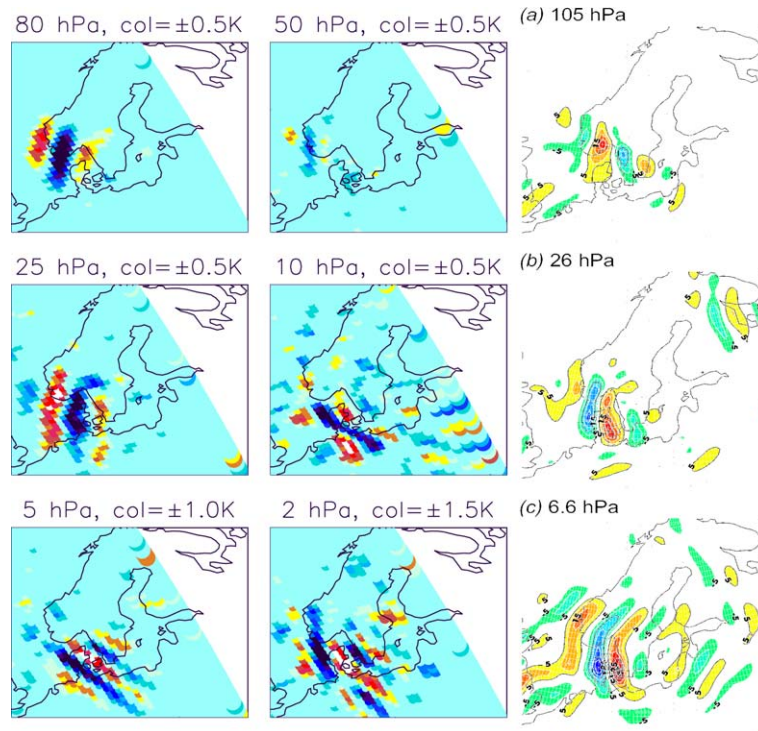 80 hPa, col=±0.5K
50 hPa, col=±0.5K
(a) 105 hPa
25 hPa, col=±0.5K
10 hPa, col=±0.5K
(b) 26 hPa
5 hPa, col=±1.0K
2 hPa, col=±1.5K
(c) 6.6 hPa